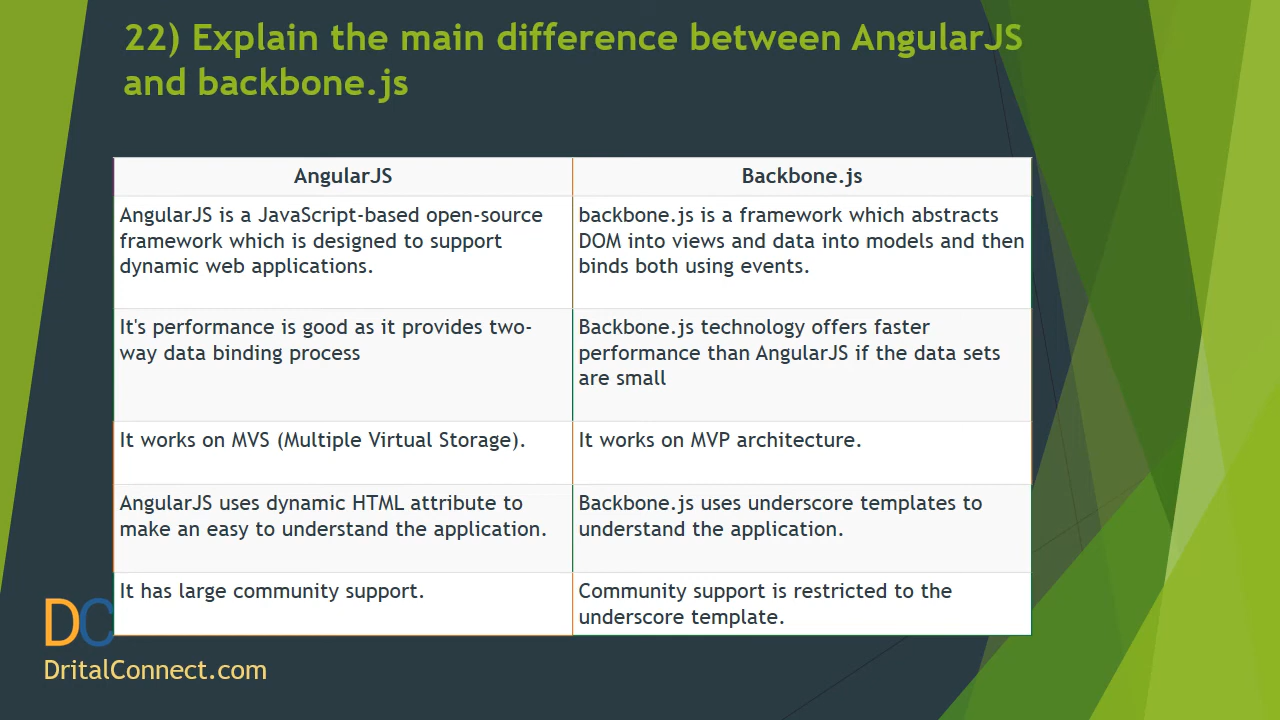 22) Explain the main difference between AngularJS
and backbone.js
AngularJS
Backbone.js
AngularJS is a JavaScript-based open-source
framework which is designed to support
dynamic web applications.
backbone.js is a framework which abstracts
DOM into views and data into models and then
binds both using events.
It's performance is good as it provides two-
way data binding process
Backbone.js technology offers faster
performance than AngularJS if the data sets
are small
It works on MVS (Multiple Virtual Storage).
It works on MVP architecture.
AngularJS uses dynamic HTML attribute to
make an easy to understand the application.
Backbone.js uses underscore templates to
understand the application.
It has large community support.
Community support is restricted to the
underscore template.
DC
DritalConnect.com